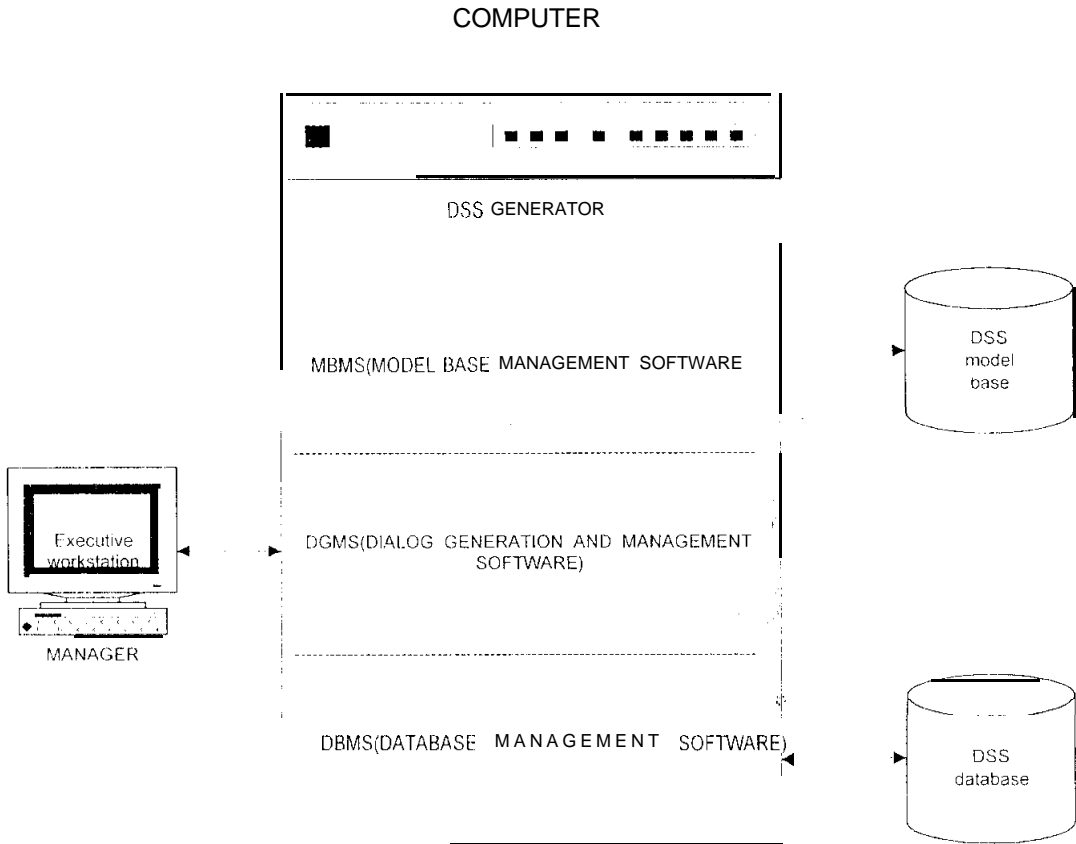 COMPUTER
DSS GENERATOR
MBMS(MODEL BASE MANAGEMENT SOFTWARE
DSS
model
base
Executive
workstation
DGMS(DIALOG GENERATION AND MANAGEMENT
SOFTWARE)
MANAGER
DBMS(DATABASE MANAGEMENT SOFTWARE)
DSS
database